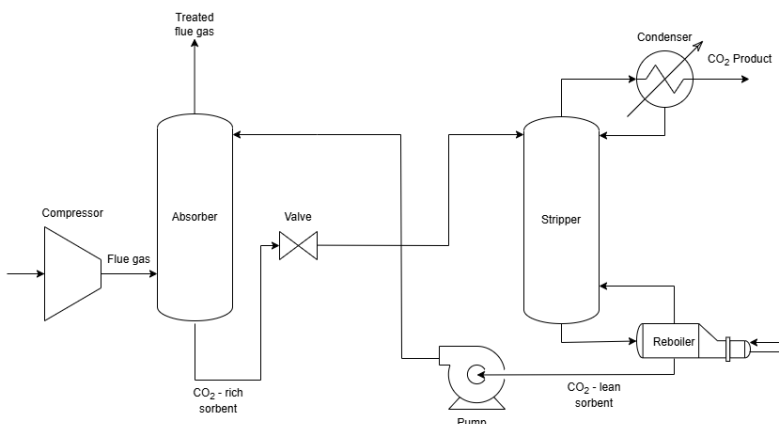 Treated
flue gas
Condenser
CO2 Product
Compressor
Absorber
Valve
Stripper
Flue gas
Reboiler
CO2 - rich
sorbent
CO2 - lean
sorbent
Pump